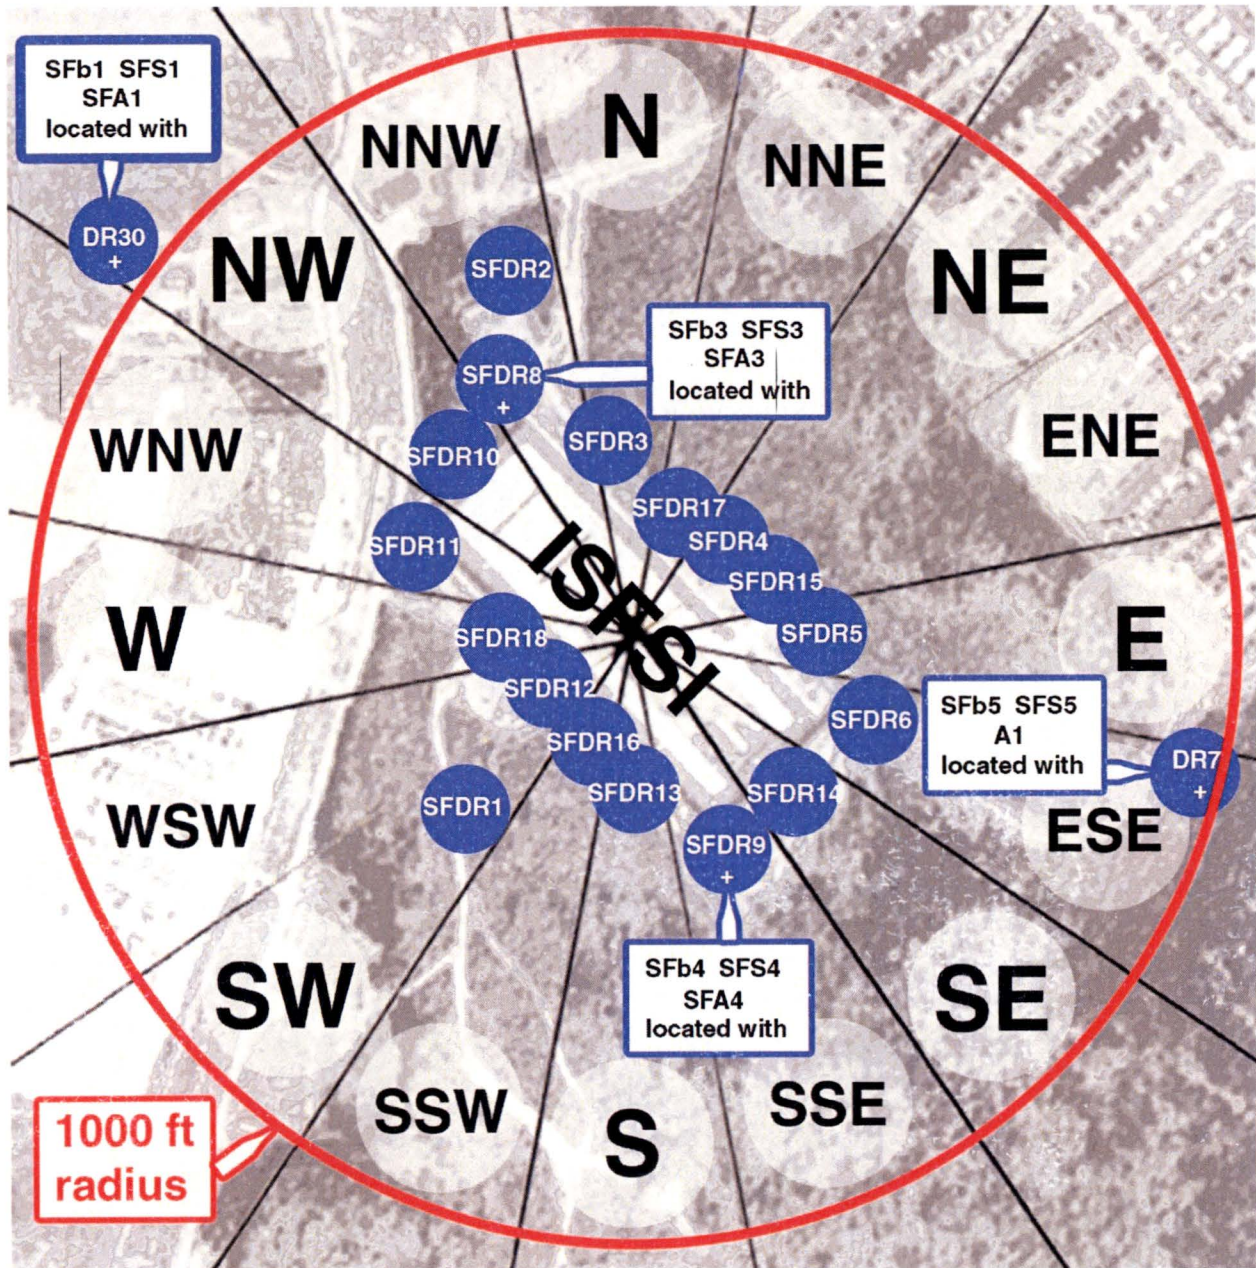 SFb1 SFS1
SFA1
located with
DR30
+
N
NNW
NNE
NW
NE
SFDR2
SFb3 SFS3
SFA3
located with
SFDR8
+
SFDR3
SFDR10
WNW
ENE
SFDR17
SFDR4
SFDR11
SFDR15
ISFSI
SFDR5
SFDR18
W
E
SFDR12
SFDR6
SFb5 SFS5
A1
located with
DR7
+
SFDR16
SFDR13
SFDR14
SFDR1
WSW
ESE
SFDR9
+
SFb4 SFS4
SFA4
located with
SW
SE
SSW
SSE
S
1000 ft
radius